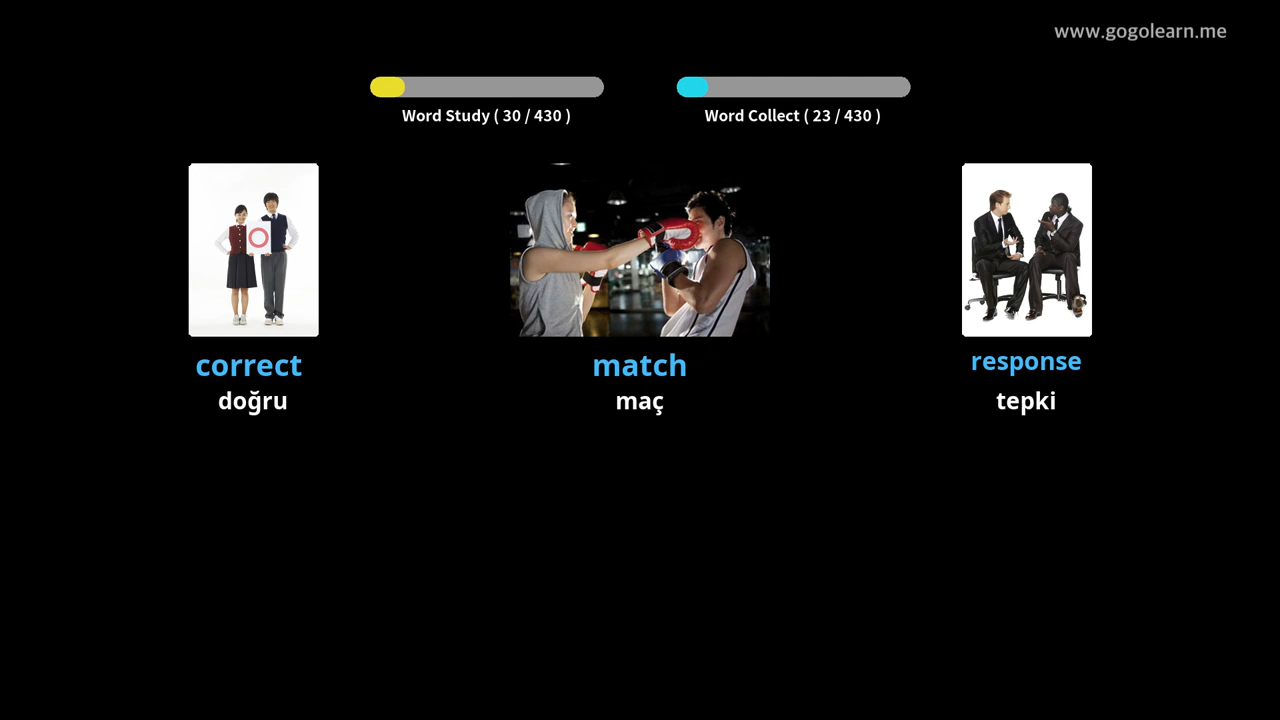 www.gogolearn.me
Word Study ( 30 / 430 )
Word Collect ( 23 / 430 )
correct
doğru
match
maç
response
tepki